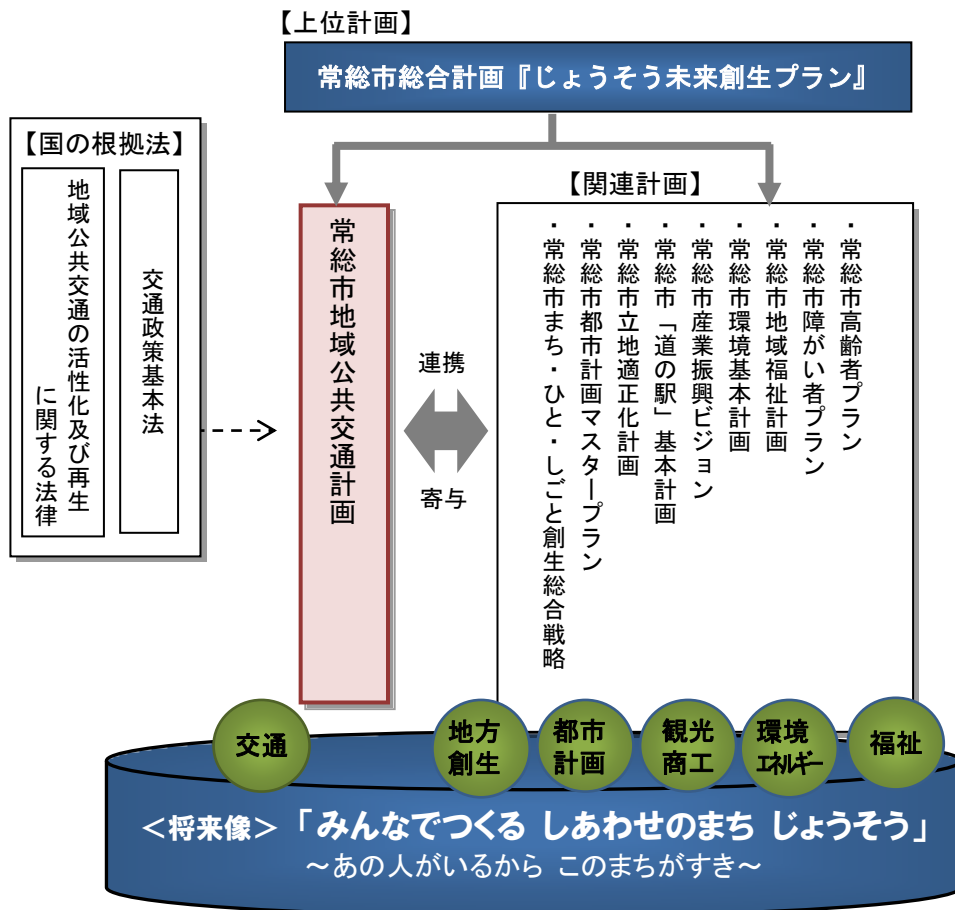 【上位計画】
常総市総合計画『じょうそう未来創生プラン』
【国の根拠法】
交通政策基本法
地域公共交通の活性化及び再生
に関する法律
常総市地域公共交通計画
連携
寄与
【関連計画】
・常総市高齢者プラン
・常総市障がい者プラン
・常総市地域福祉計画
・常総市環境基本計画
・常総市産業振興ビジョン
・常総市「道の駅」基本計画
・常総市立地適正化計画
・常総市都市計画マスタープラン
・常総市まち・ひと・しごと創生総合戦略
交通
地方
創生
都市
計画
観光
商工
環境
エネルギー
福祉
＜将来像＞「みんなでつくる しあわせのまち じょうそう」
～あの人がいるから このまちがすき～